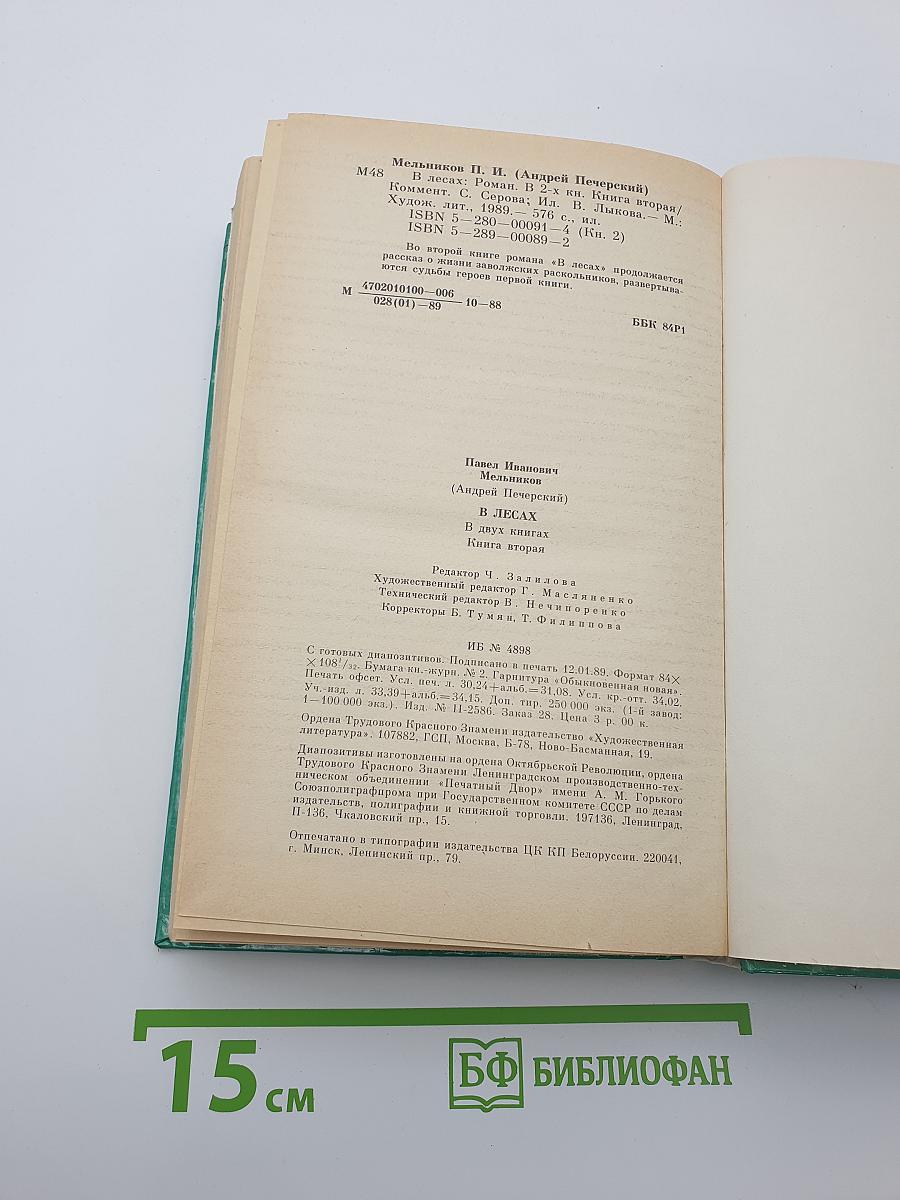 Мельников П. И. (Андрей Печерский)
М48 В лесах: Роман. В 2-х кн. Книга вторая/
Коммент. С. Серова; Ил. В. Лыкова.— М.:
Худож. лит., 1989.— 576 с., ил.
ISBN 5—280—00091—4 (Кн. 2)
ISBN 5—289—00089—2
Во второй книге романа «В лесах» продолжается
рассказ о жизни заволжских раскольников, развертыва-
ются судьбы героев первой книги.
М 4702010100—006
028(01)—89 10—88
ББК 84Р1
Павел Иванович
Мельников
(Андрей Печерский)
В ЛЕСАХ
В двух книгах
Книга вторая
Редактор Ч. Залилова
Художественный редактор Г. Масляненко
Технический редактор В. Нечипоренко
Корректоры Б. Тумян, Т. Филиппова
ИБ № 4898
С готовых диапозитивов. Подписано в печать 12.01.89. Формат 84×
×108¹/₃₂. Бумага кн.-журн. № 2. Гарнитура «Обыкновенная новая».
Печать офсет. Усл. печ. л. 30,24+альб.=31,08. Усл. кр.-отт. 34.02.
Уч.-изд. л. 33,39+альб.=34,15. Доп. тир. 250 000 экз. (1-й завод:
1—100 000 экз.). Изд. № II-2586. Заказ 28. Цена 3 р. 00 к.
Ордена Трудового Красного Знамени издательство «Художественная
литература». 107882, ГСП, Москва, Б-78, Ново-Басманная, 19.
Диапозитивы изготовлены на ордена Октябрьской Революции, ордена
Трудового Красного Знамени Ленинградском производственно-тех-
ническом объединении «Печатный Двор» имени А. М. Горького
Союзполиграфпрома при Государственном комитете СССР по делам
издательств, полиграфии и книжной торговли. 197136, Ленинград,
П-136, Чкаловский пр., 15.
Отпечатано в типографии издательства ЦК КП Белоруссии. 220041,
г. Минск, Ленинский пр., 79.
15 см БФ БИБЛИОФАН